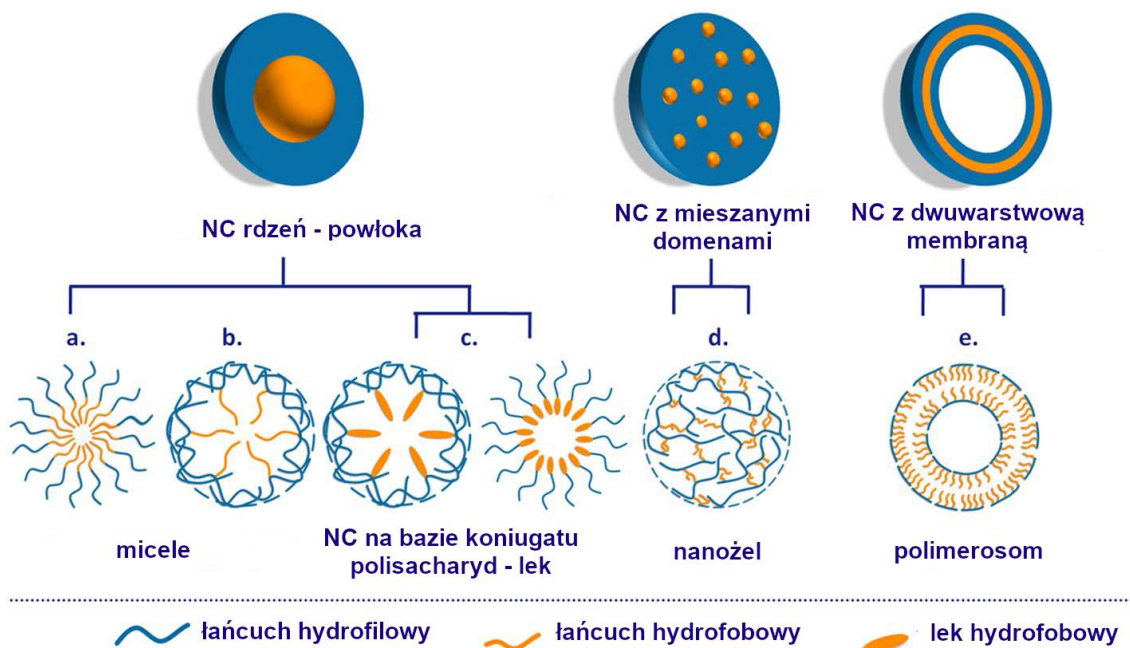 NC rdzeń - powłoka
NC z mieszanymi
domenami
NC z dwuwarstwową
membraną
a.
b.
c.
d.
e.
micele
NC na bazie koniugatu
polisacharyd - lek
nanożel
polimerosom
łańcuch hydrofilowy
łańcuch hydrofobowy
lek hydrofobowy